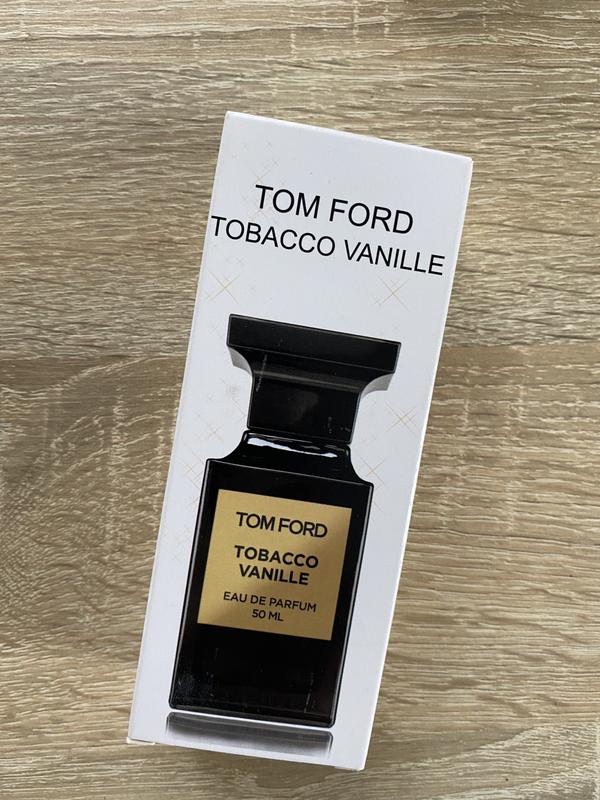 TOM FORD
TOBACCO VANILLE
TOM FORD
TOBACCO
VANILLE
EAU DE PARFUM
50 ML